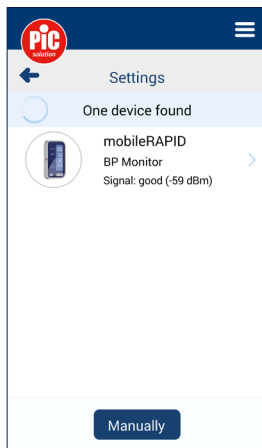 PiC
solution
Settings
One device found
mobileRAPID
BP Monitor
Signal: good (-59 dBm)
Manually